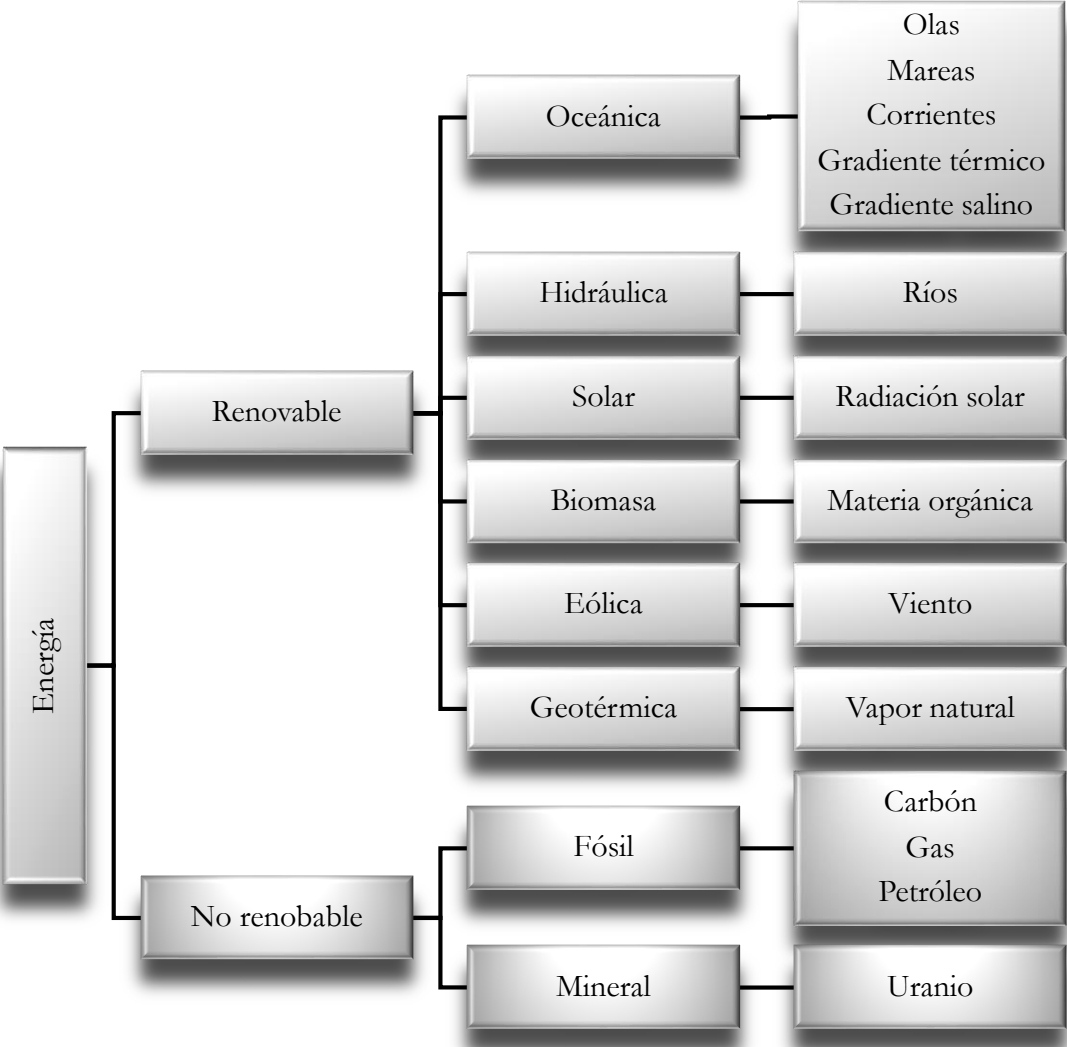 Energía
Renovable
Oceánica
Olas
Mareas
Corrientes
Gradiente térmico
Gradiente salino
Hidráulica
Ríos
Solar
Radiación solar
Biomasa
Materia orgánica
Eólica
Viento
Geotérmica
Vapor natural
No renobable
Fósil
Carbón
Gas
Petróleo
Mineral
Uranio